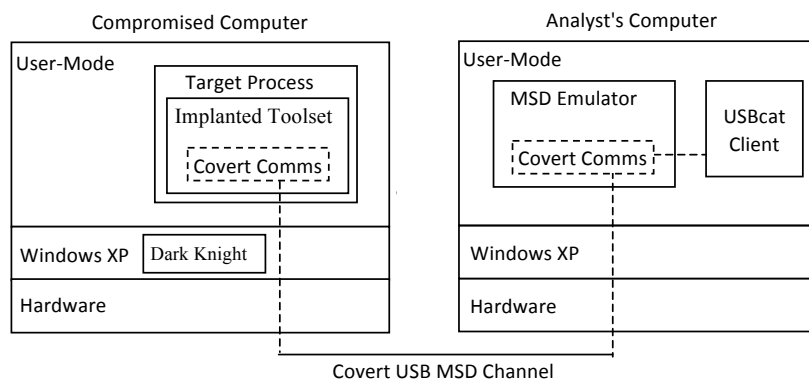 Compromised Computer
Analyst's Computer
User-Mode
Target Process
Implanted Toolset
Covert Comms
User-Mode
MSD Emulator
Covert Comms
USBcat
Client
Windows XP
Dark Knight
Windows XP
Hardware
Hardware
Covert USB MSD Channel